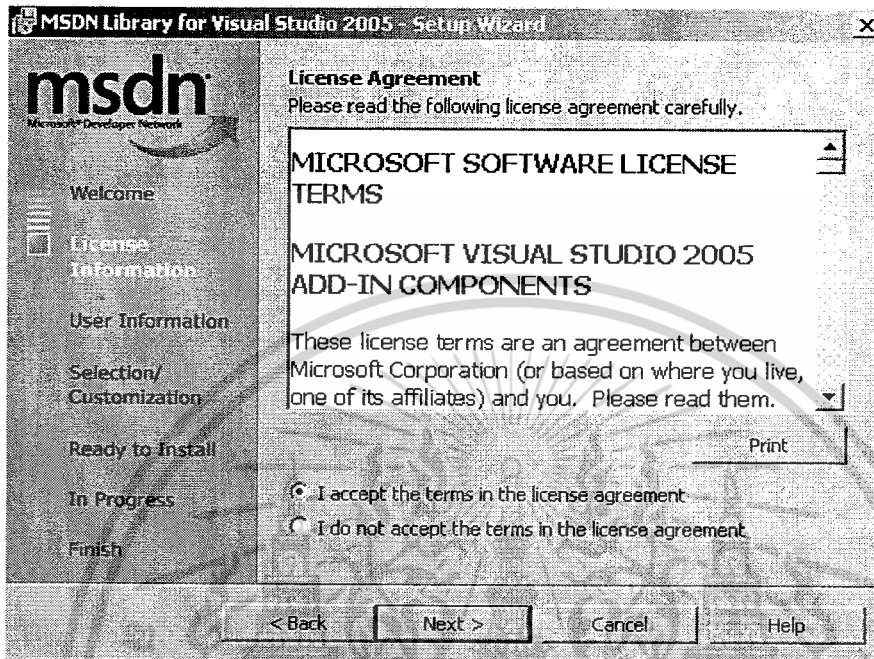 MSDN Library for Visual Studio 2005 - Setup Wizard
msdn
Microsoft Developer Network
Welcome
License
Information
User Information
Selection/
Customization
Ready to Install
In Progress
Finish
License Agreement
Please read the following license agreement carefully.
MICROSOFT SOFTWARE LICENSE
TERMS
MICROSOFT VISUAL STUDIO 2005
ADD-IN COMPONENTS
These license terms are an agreement between
Microsoft Corporation (or based on where you live,
one of its affiliates) and you. Please read them.
Print
I accept the terms in the license agreement
I do not accept the terms in the license agreement
< Back
Next >
Cancel
Help